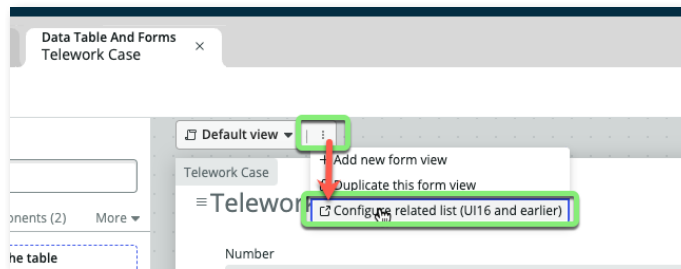 Data Table And Forms
Telework Case
Default view
Add new form view
Telework Case
Duplicate this form view
Telewor
Configure related list (UI16 and earlier)
onents (2) More
he table
Number